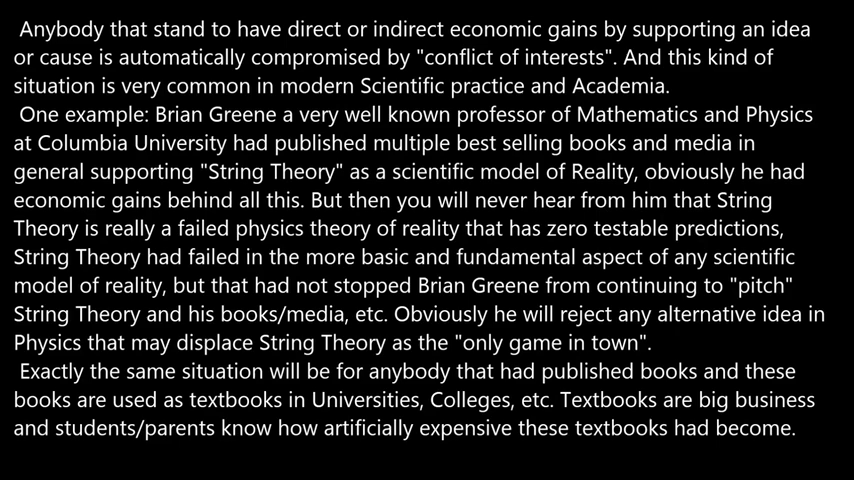 Anybody that stand to have direct or indirect economic gains by supporting an idea
or cause is automatically compromised by "conflict of interests". And this kind of
situation is very common in modern Scientific practice and Academia.
One example: Brian Greene a very well known professor of Mathematics and Physics
at Columbia University had published multiple best selling books and media in
general supporting "String Theory" as a scientific model of Reality, obviously he had
economic gains behind all this. But then you will never hear from him that String
Theory is really a failed physics theory of reality that has zero testable predictions,
String Theory had failed in the more basic and fundamental aspect of any scientific
model of reality, but that had not stopped Brian Greene from continuing to "pitch"
String Theory and his books/media, etc. Obviously he will reject any alternative idea in
Physics that may displace String Theory as the "only game in town".
Exactly the same situation will be for anybody that had published books and these
books are used as textbooks in Universities, Colleges, etc. Textbooks are big business
and students/parents know how artificially expensive these textbooks had become.